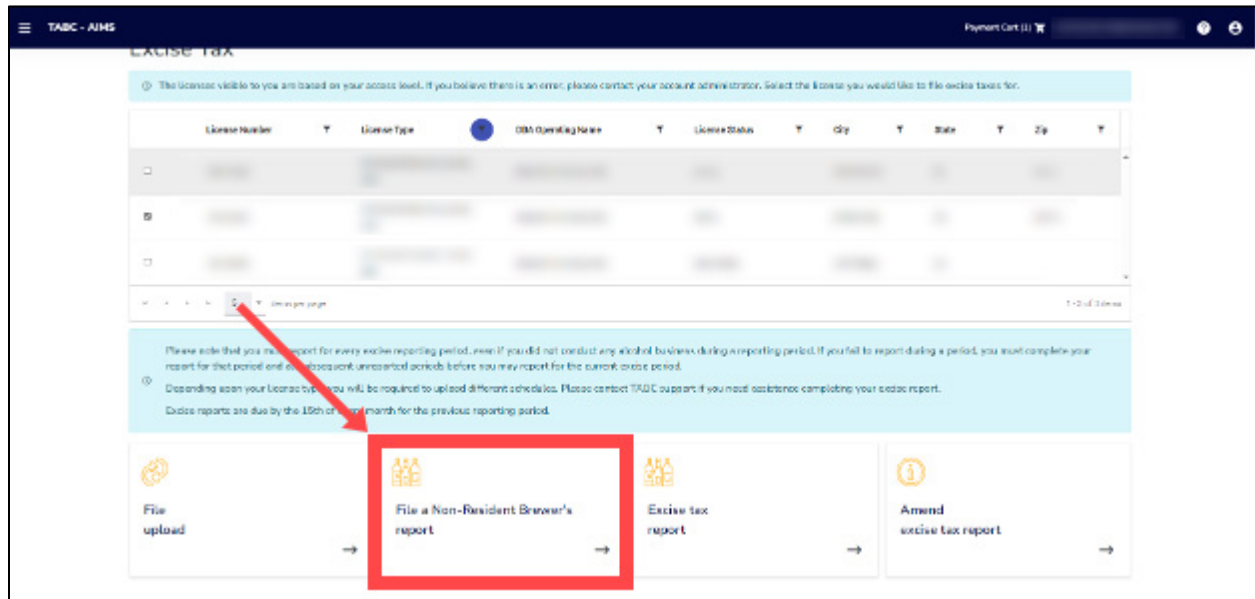 TABC - AIMS
Payment Cart (1)
Excise Tax
The licenses visible to you are based on your access level. If you believe there is an error, please contact your account administrator. Select the license you would like to file excise taxes for.
License Number License Type DBA Operating Name License Status City State Zip
5 items per page
Please note that you must report for every excise reporting period, even if you did not conduct any alcohol business during a reporting period. If you fail to report during a period, you must complete your
report for that period and all subsequent unreported periods before you may report for the current excise period.
Depending upon your license type, you will be required to upload different schedules. Please contact TABC support if you need assistance completing your excise report.
Excise reports are due by the 15th of each month for the previous reporting period.
File
upload
File a Non-Resident Brewer's
report
Excise tax
report
Amend
excise tax report